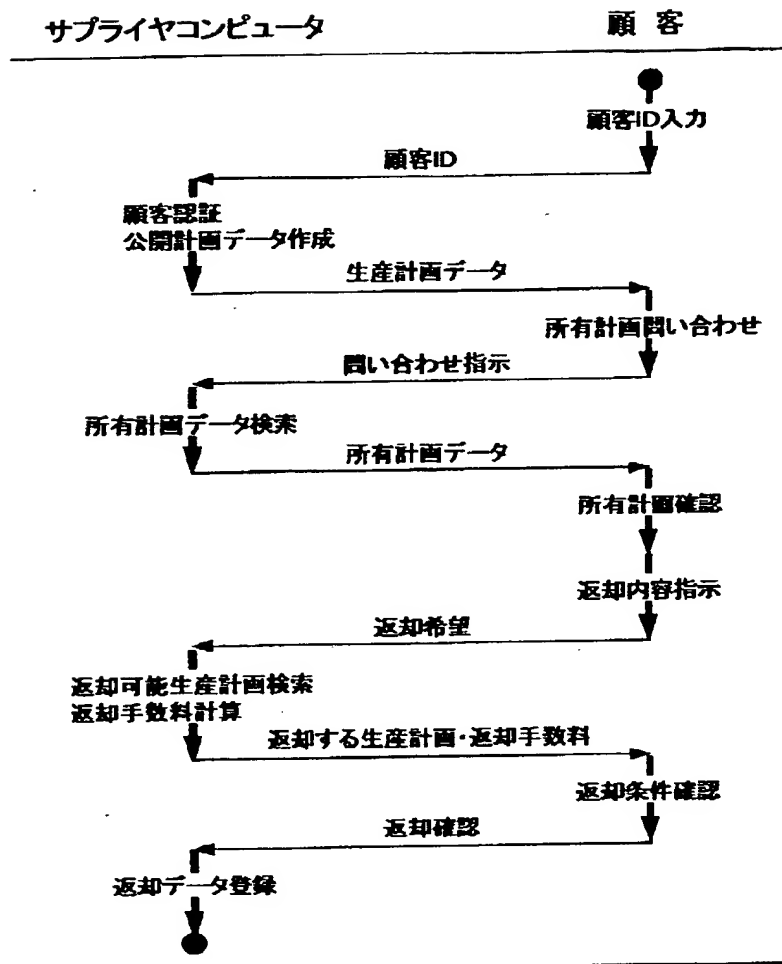 サプライヤコンピュータ
顧客
顧客ID入力
顧客ID
顧客認証
公開計画データ作成
生産計画データ
所有計画問い合わせ
問い合わせ指示
所有計画データ検索
所有計画データ
所有計画確認
返却内容指示
返却希望
返却可能生産計画検索
返却手数料計算
返却する生産計画・返却手数料
返却条件確認
返却確認
返却データ登録